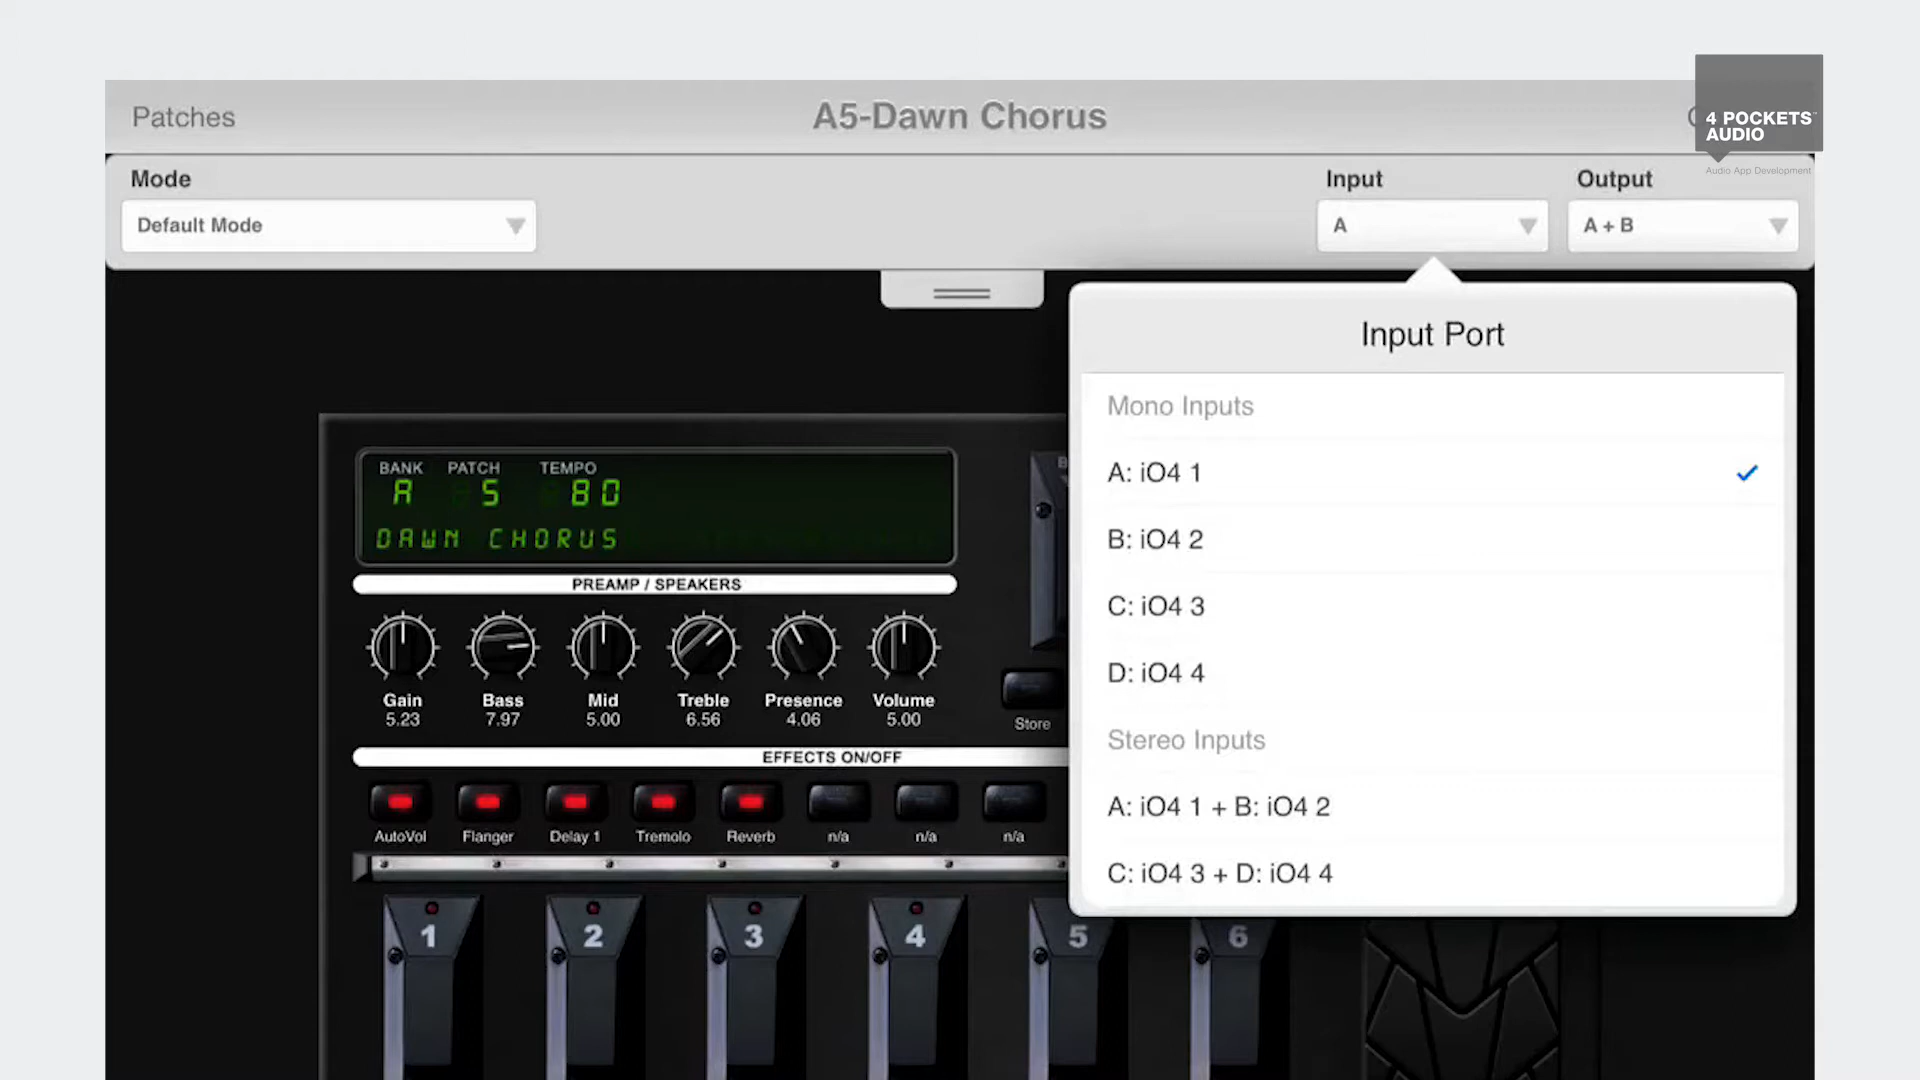 Patches
A5-Dawn Chorus
4 POCKETS™
AUDIO
Audio App Development
Mode
Input
Output
Default Mode
A
A + B
Input Port
Mono Inputs
A: iO4 1
B: iO4 2
C: iO4 3
D: iO4 4
Stereo Inputs
A: iO4 1 + B: iO4 2
C: iO4 3 + D: iO4 4
BANK PATCH TEMPO
A 5 80
DAWN CHORUS
PREAMP / SPEAKERS
Gain Bass Mid Treble Presence Volume
5.23 7.97 5.00 6.56 4.06 5.00
Store
EFFECTS ON/OFF
AutoVol Flanger Delay 1 Tremolo Reverb n/a n/a n/a
1 2 3 4 5 6